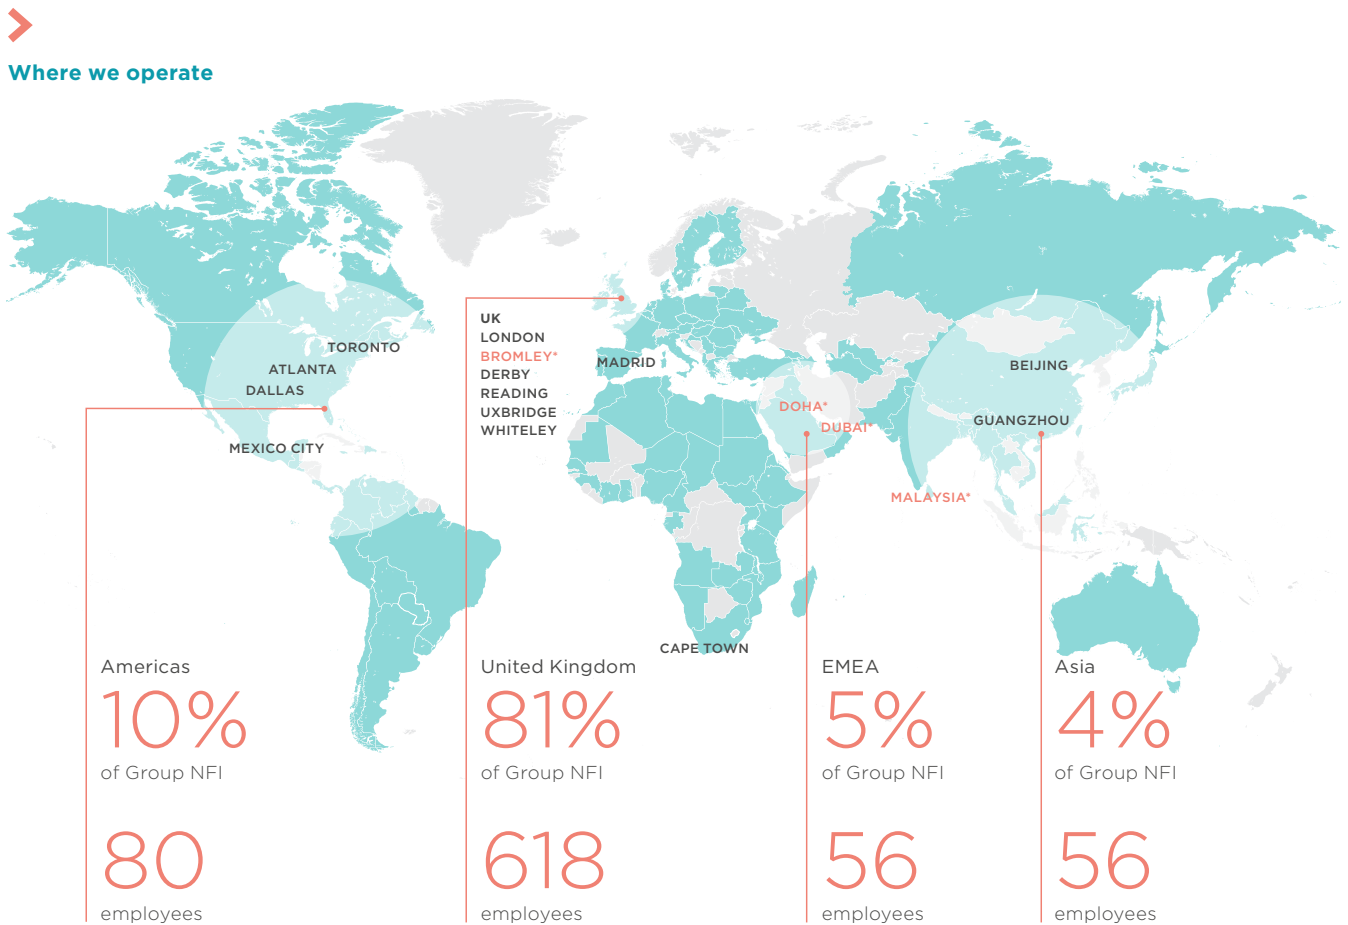 Where we operate
TORONTO
ATLANTA
DALLAS
MEXICO CITY
UK
LONDON
BROMLEY*
DERBY
READING
UXBRIDGE
WHITELEY
MADRID
CAPE TOWN
DOHA*
DUBAI*
BEIJING
GUANGZHOU
MALAYSIA*
Americas
10%
of Group NFI
80
employees
United Kingdom
81%
of Group NFI
618
employees
EMEA
5%
of Group NFI
56
employees
Asia
4%
of Group NFI
56
employees